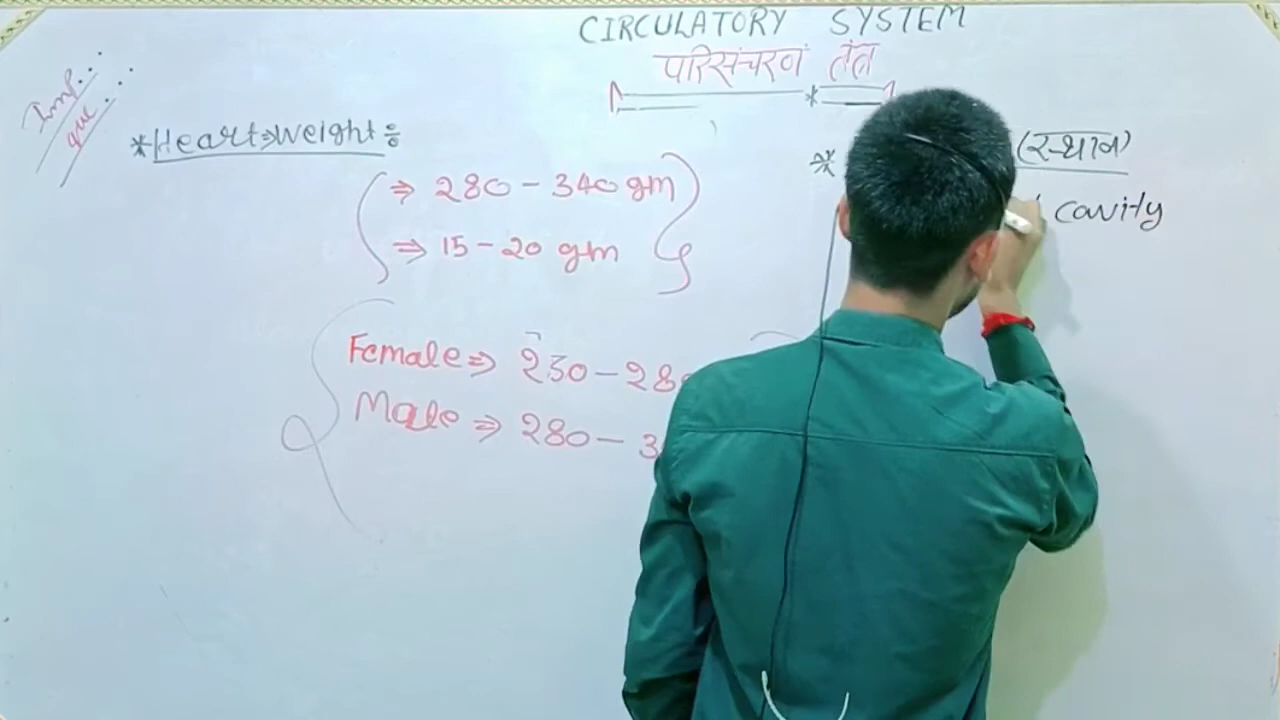 CIRCULATORY SYSTEM
परिसंचरण तंत्र
Imp.
que.
*Heart⇒weight÷
⇒ 280 - 340 gm
⇒ 15 - 20 gm
Female ⇒ 230 - 28
Male ⇒ 280 - 3
* (स्थान)
cavity